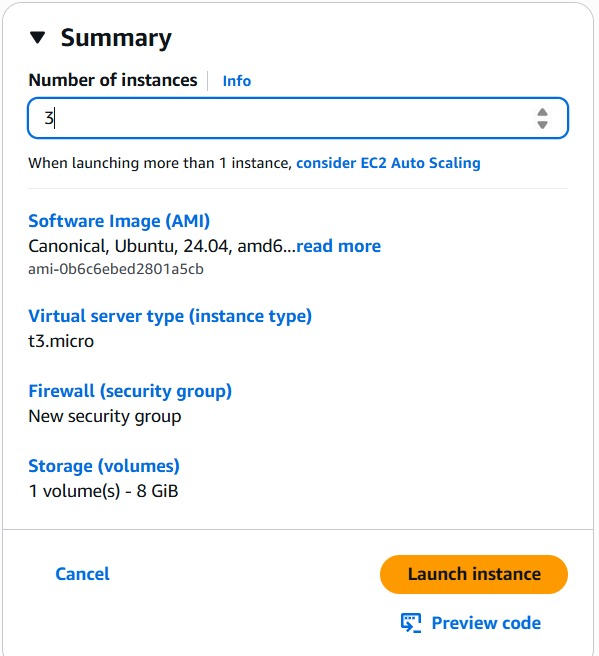 Summary
Number of instances Info
3
When launching more than 1 instance, consider EC2 Auto Scaling
Software Image (AMI)
Canonical, Ubuntu, 24.04, amd6...read more
ami-0b6c6ebed2801a5cb
Virtual server type (instance type)
t3.micro
Firewall (security group)
New security group
Storage (volumes)
1 volume(s) - 8 GiB
Cancel
Launch instance
Preview code